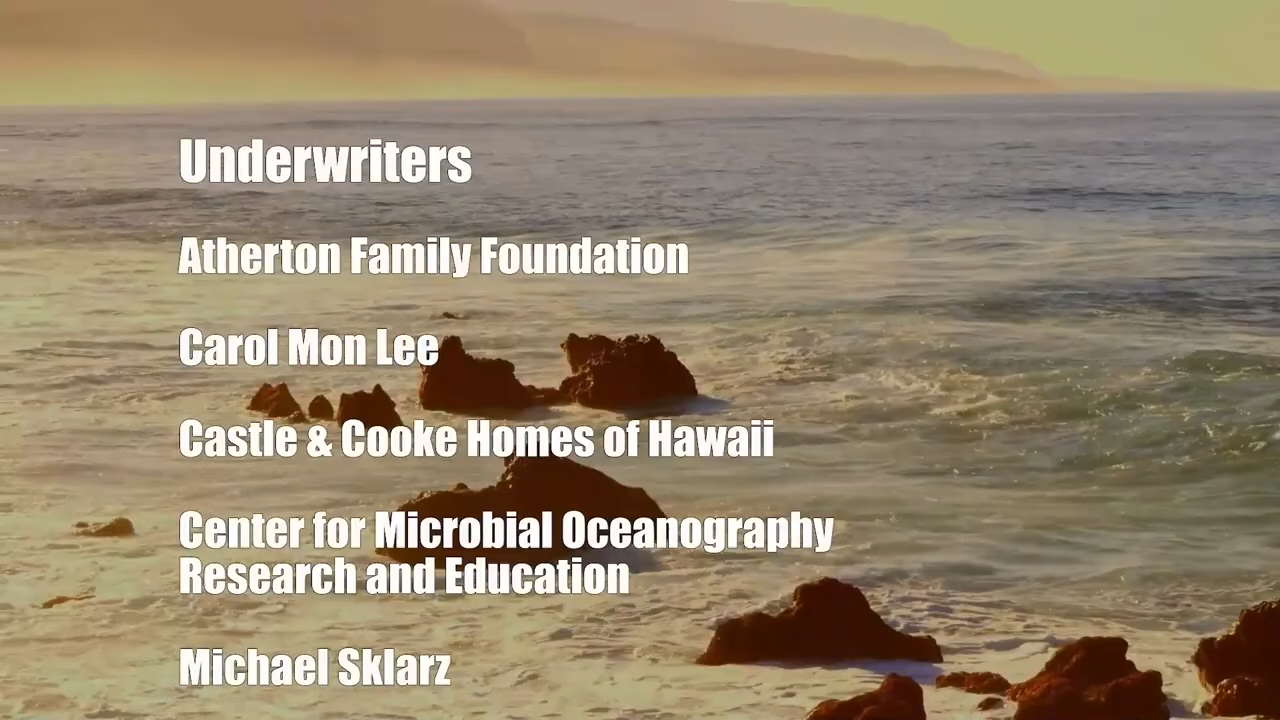 Underwriters
Atherton Family Foundation
Carol Mon Lee
Castle & Cooke Homes of Hawaii
Center for Microbial Oceanography
Research and Education
Michael Sklarz